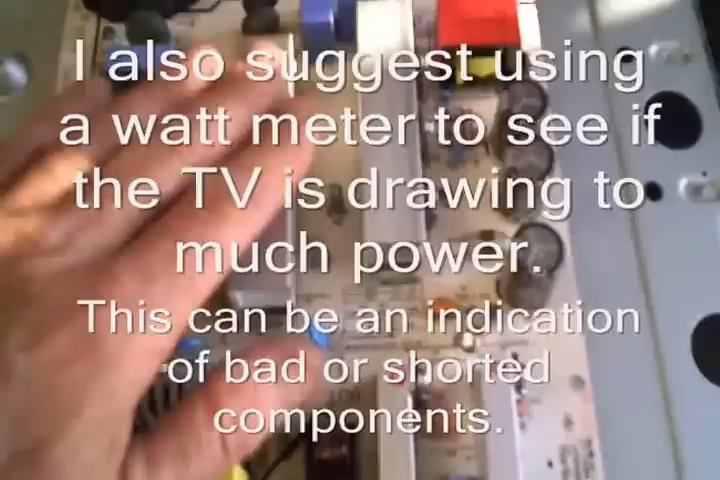 I also suggest using
a watt meter to see if
the TV is drawing to
much power.
This can be an indication
of bad or shorted
components.